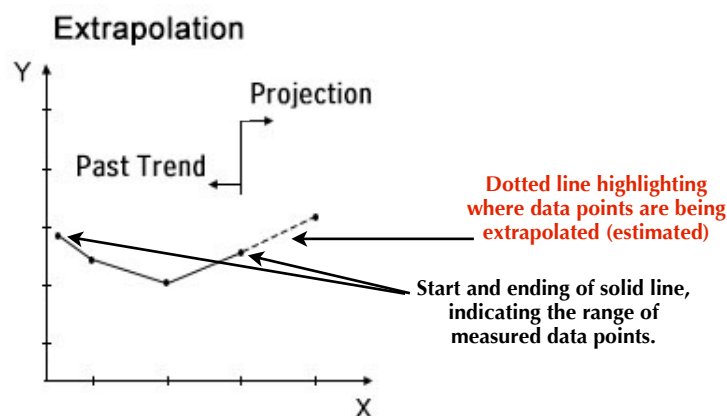 Extrapolation
Y
Projection
Past Trend
Dotted line highlighting
where data points are being
extrapolated (estimated)
Start and ending of solid line,
indicating the range of
measured data points.
X